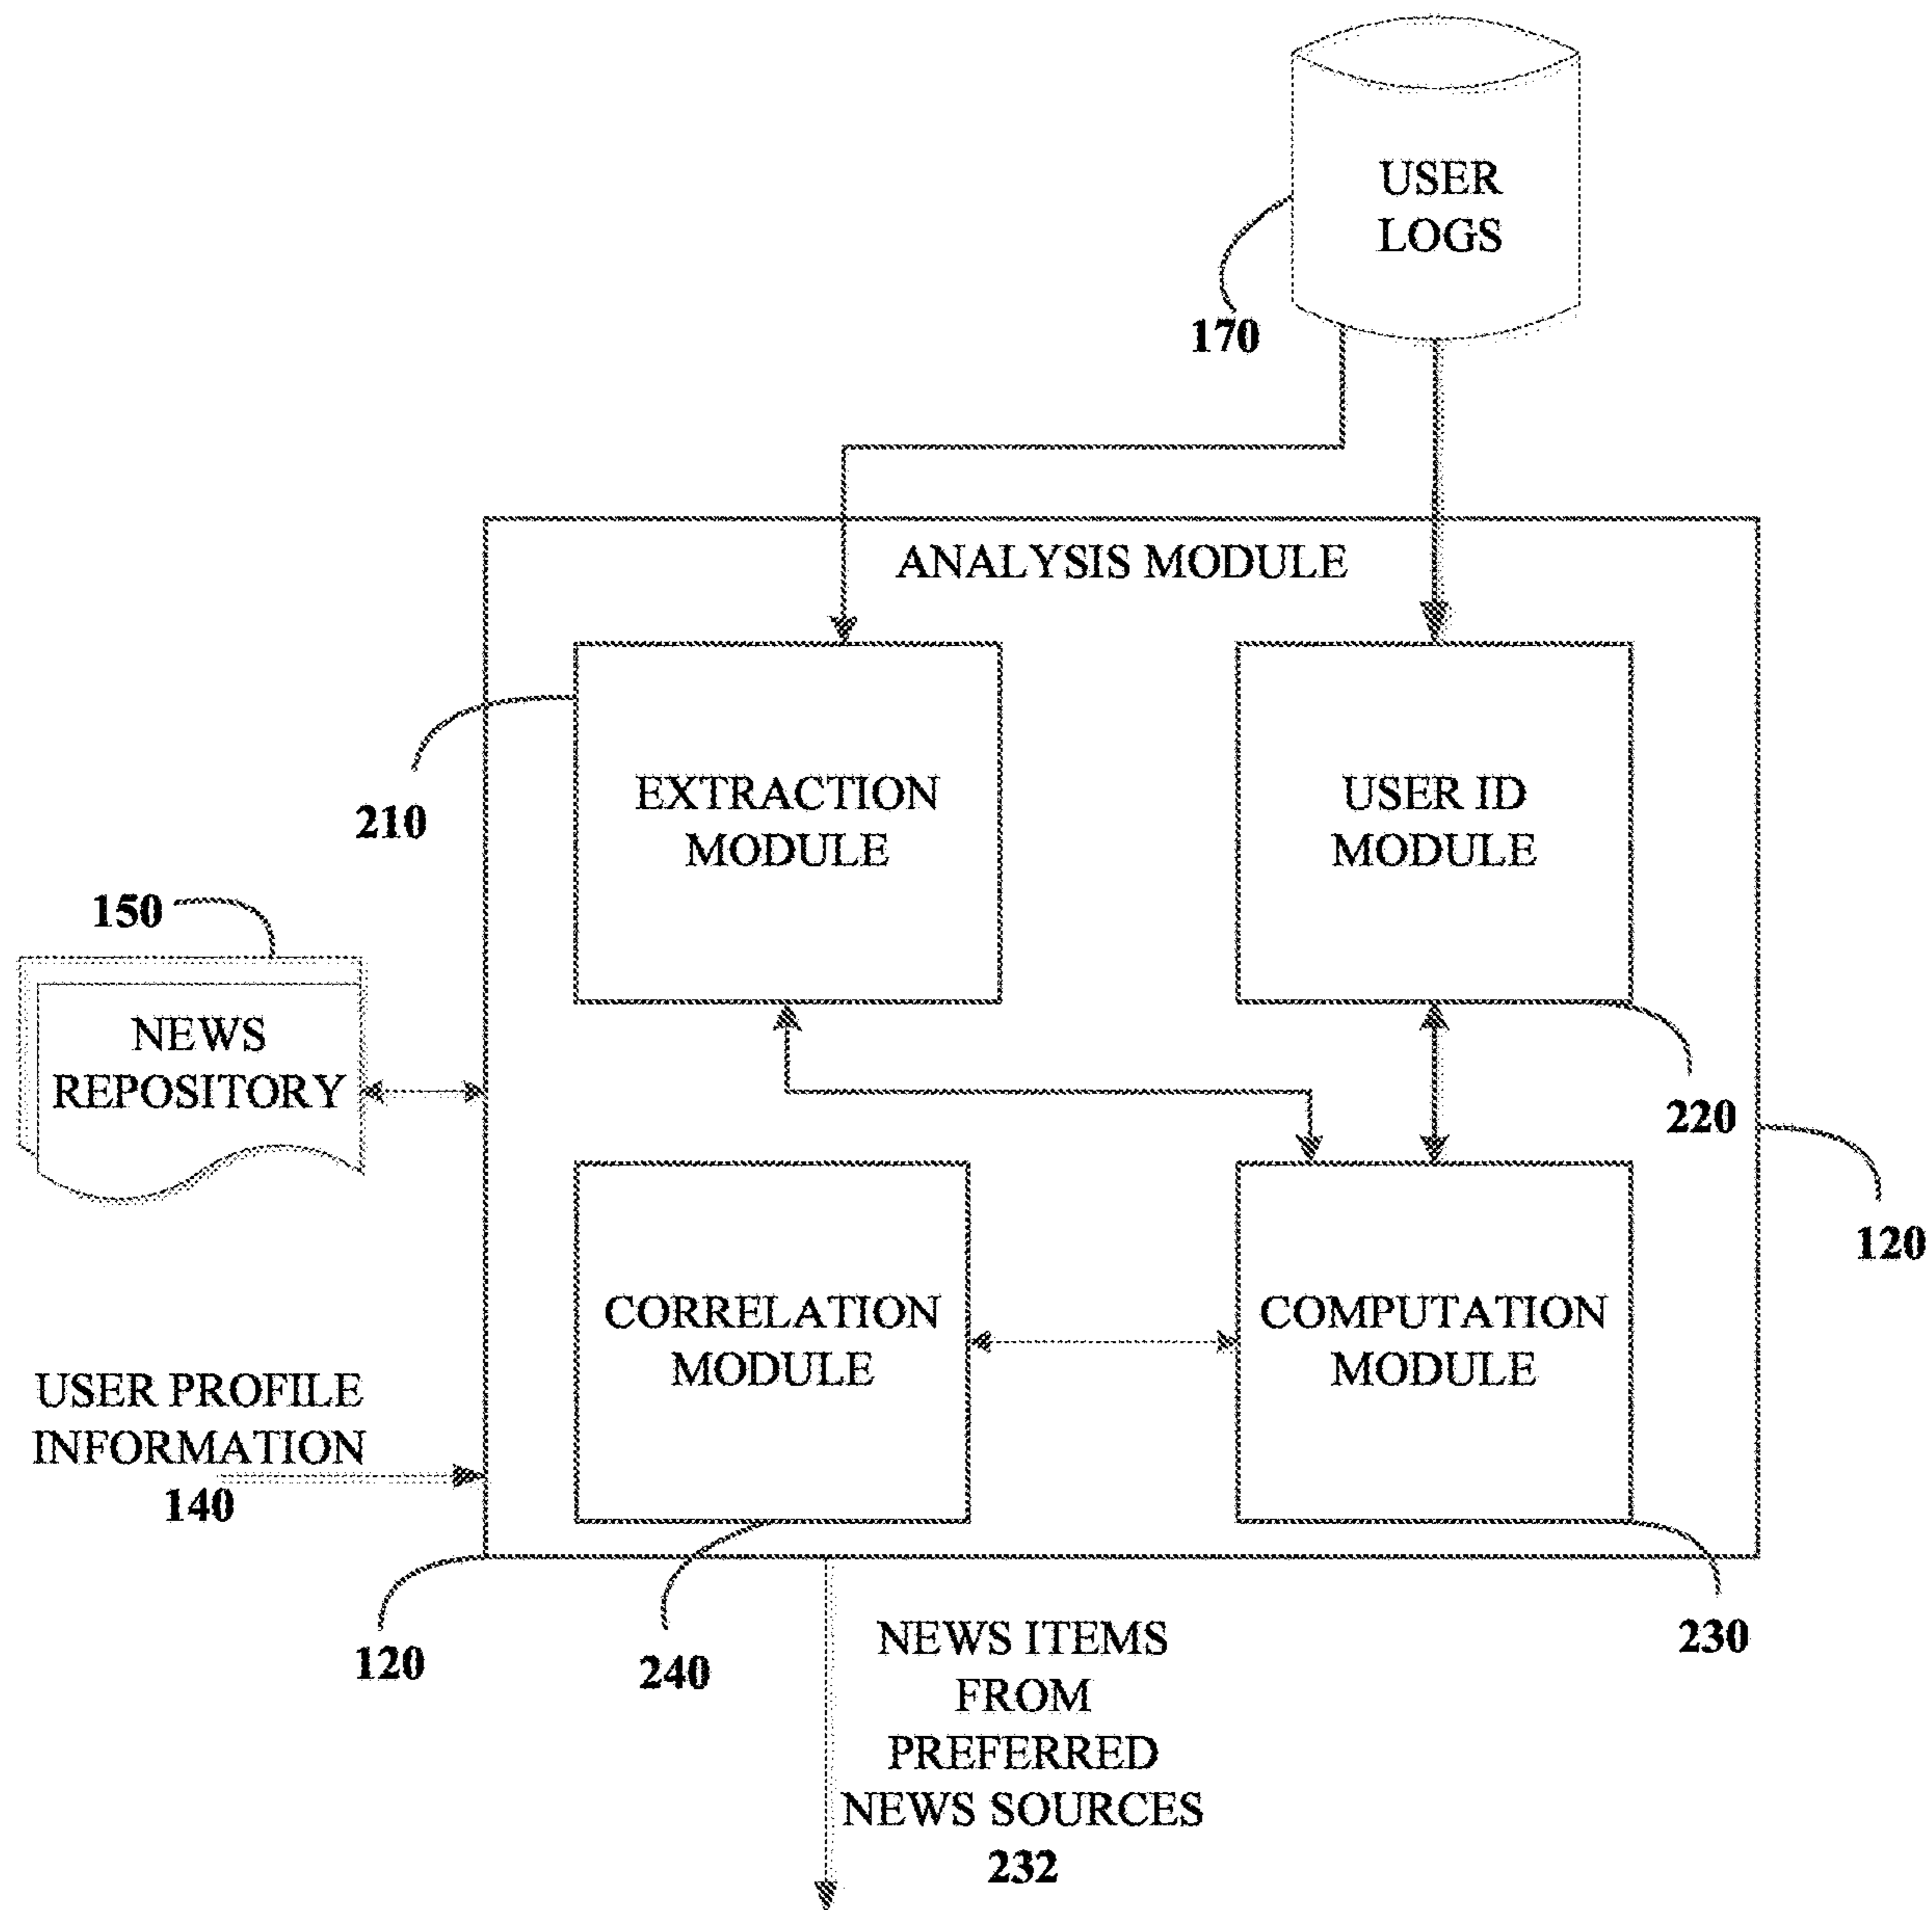 USER
LOGS
170
ANALYSIS MODULE
EXTRACTION
MODULE
210
USER ID
MODULE
220
150
NEWS
REPOSITORY
120
CORRELATION
MODULE
240
COMPUTATION
MODULE
230
USER PROFILE
INFORMATION
140
120
NEWS ITEMS
FROM
PREFERRED
NEWS SOURCES
232